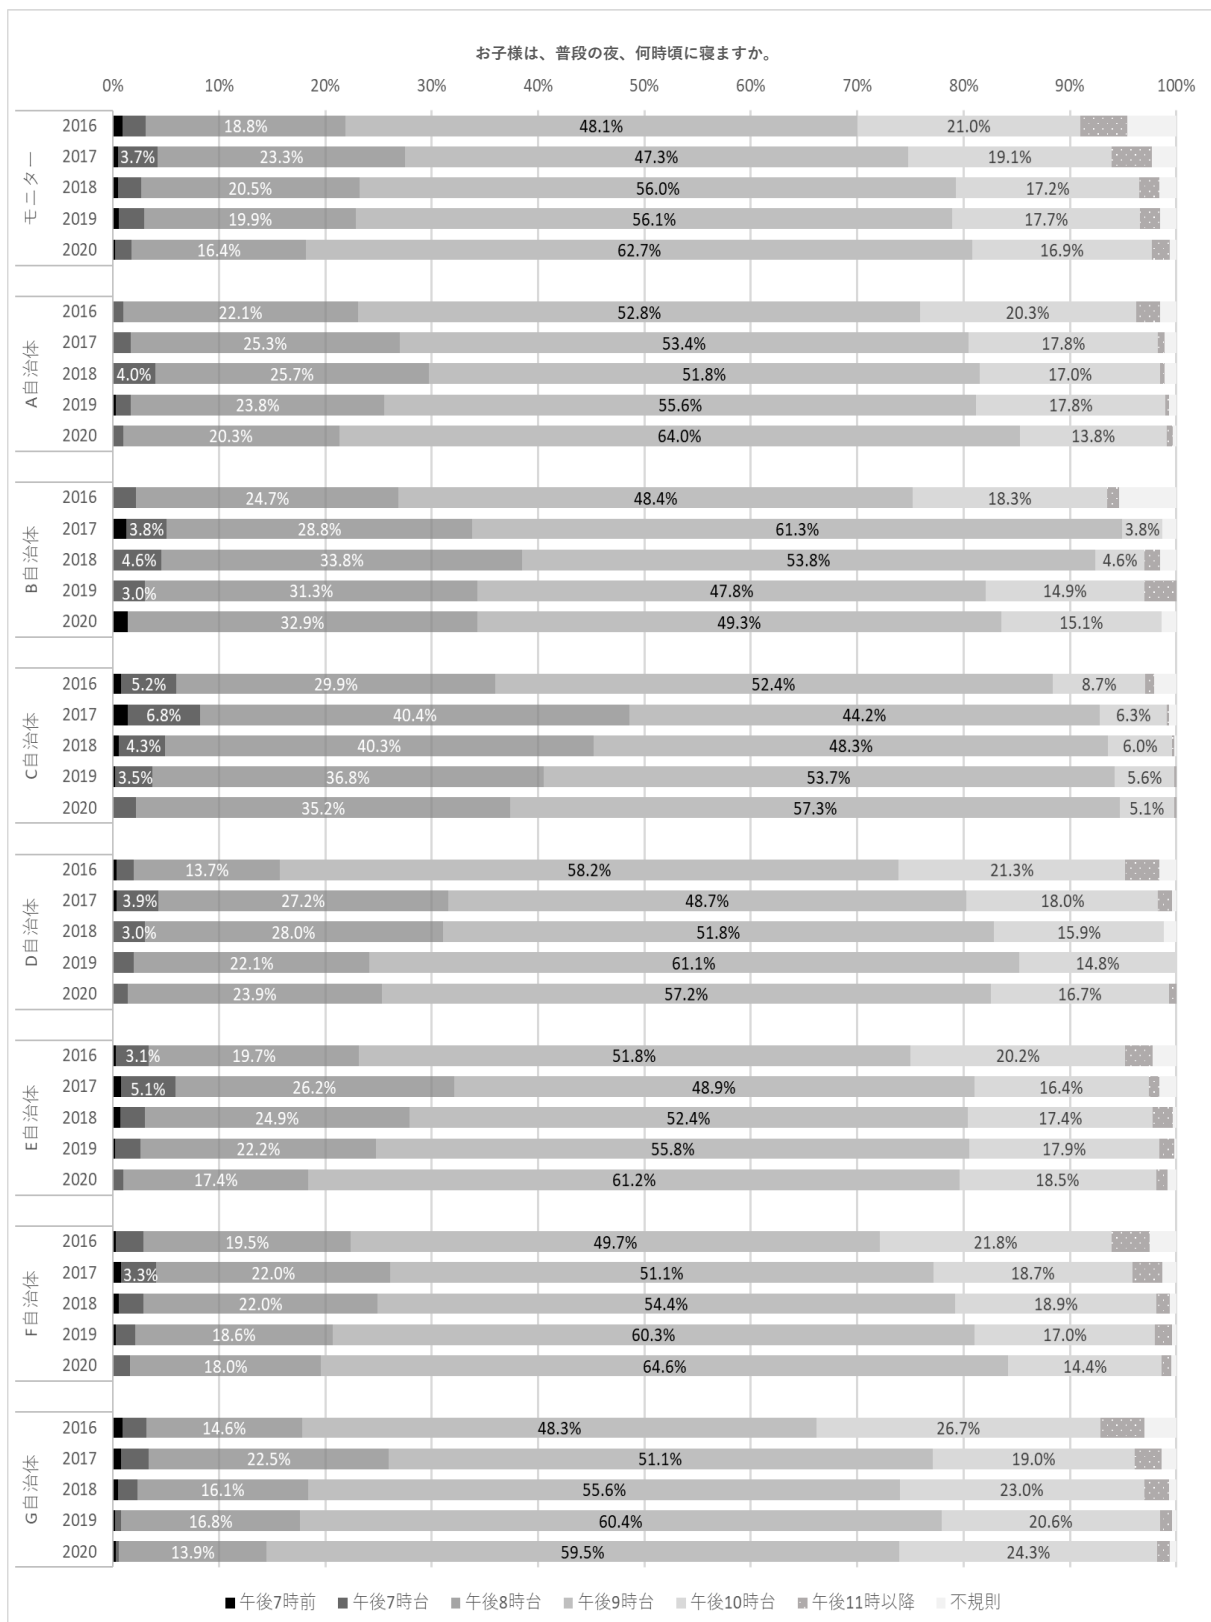 お子様は、普段の夜、何時頃に寝ますか。
0% 10% 20% 30% 40% 50% 60% 70% 80% 90% 100%
モニター
2016 18.8% 48.1% 21.0%
2017 3.7% 23.3% 47.3% 19.1%
2018 20.5% 56.0% 17.2%
2019 19.9% 56.1% 17.7%
2020 16.4% 62.7% 16.9%
A自治体
2016 22.1% 52.8% 20.3%
2017 25.3% 53.4% 17.8%
2018 4.0% 25.7% 51.8% 17.0%
2019 23.8% 55.6% 17.8%
2020 20.3% 64.0% 13.8%
B自治体
2016 24.7% 48.4% 18.3%
2017 3.8% 28.8% 61.3% 3.8%
2018 4.6% 33.8% 53.8% 4.6%
2019 3.0% 31.3% 47.8% 14.9%
2020 32.9% 49.3% 15.1%
C自治体
2016 5.2% 29.9% 52.4% 8.7%
2017 6.8% 40.4% 44.2% 6.3%
2018 4.3% 40.3% 48.3% 6.0%
2019 3.5% 36.8% 53.7% 5.6%
2020 35.2% 57.3% 5.1%
D自治体
2016 13.7% 58.2% 21.3%
2017 3.9% 27.2% 48.7% 18.0%
2018 3.0% 28.0% 51.8% 15.9%
2019 22.1% 61.1% 14.8%
2020 23.9% 57.2% 16.7%
E自治体
2016 3.1% 19.7% 51.8% 20.2%
2017 5.1% 26.2% 48.9% 16.4%
2018 24.9% 52.4% 17.4%
2019 22.2% 55.8% 17.9%
2020 17.4% 61.2% 18.5%
F自治体
2016 19.5% 49.7% 21.8%
2017 3.3% 22.0% 51.1% 18.7%
2018 22.0% 54.4% 18.9%
2019 18.6% 60.3% 17.0%
2020 18.0% 64.6% 14.4%
G自治体
2016 14.6% 48.3% 26.7%
2017 22.5% 51.1% 19.0%
2018 16.1% 55.6% 23.0%
2019 16.8% 60.4% 20.6%
2020 13.9% 59.5% 24.3%
午後7時前 午後7時台 午後8時台 午後9時台 午後10時台 午後11時以降 不規則